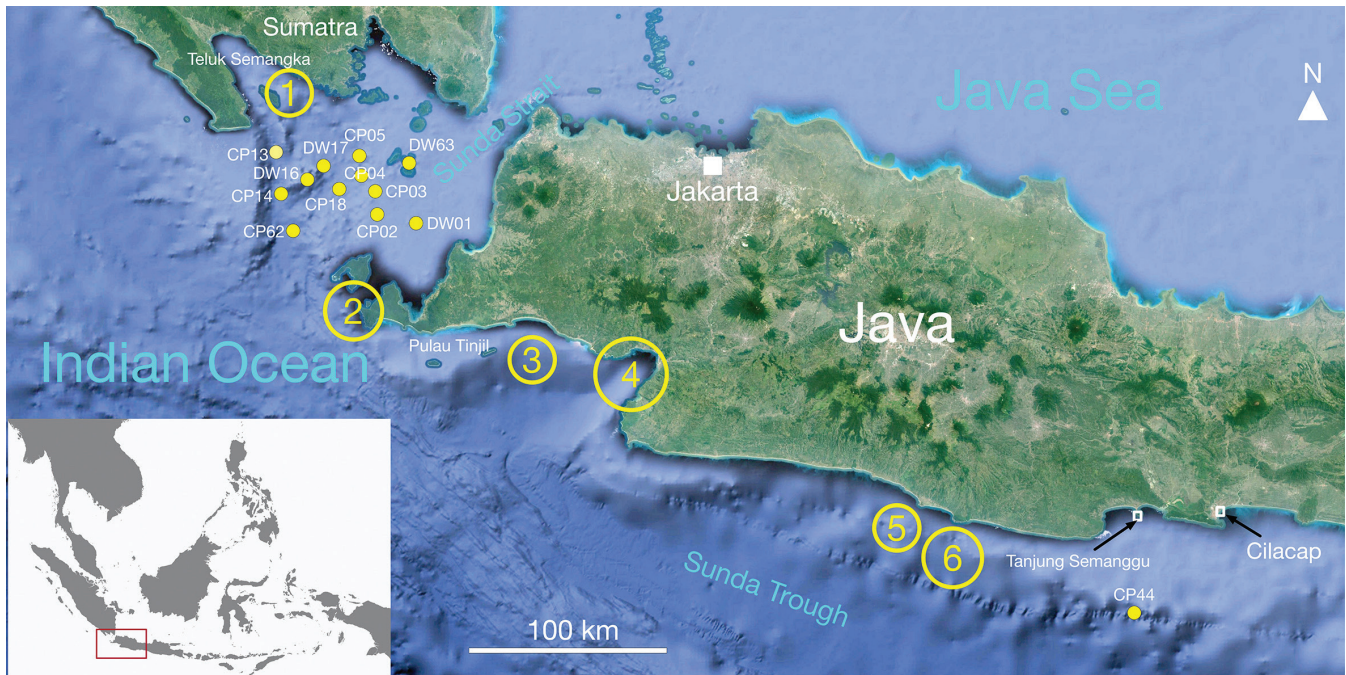 Sumatra
Teluk Semangka
1
Sunda Strait
Java Sea
N
CP13
DW17
CP05
DW63
DW16
CP04
CP14
CP18
CP03
CP62
CP02
DW01
Jakarta
2
Java
Indian Ocean
Pulau Tinjil
3
4
5
6
Tanjung Semanggu
Cilacap
Sunda Trough
CP44
100 km